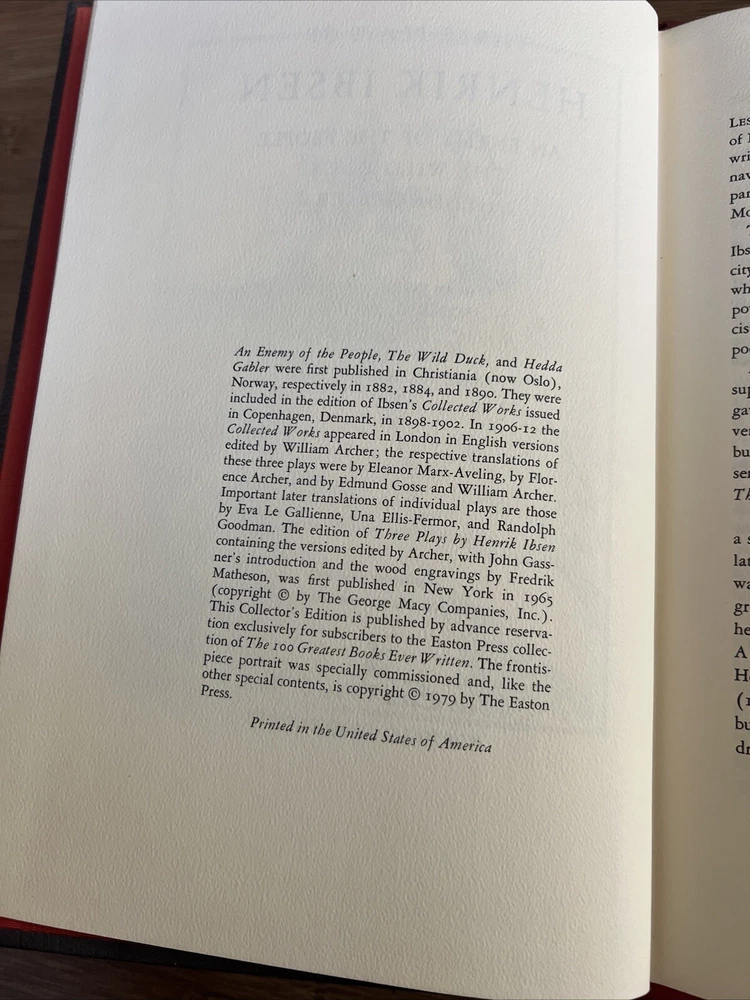 An Enemy of the People, The Wild Duck, and Hedda
Gabler were first published in Christiania (now Oslo),
Norway, respectively in 1882, 1884, and 1890. They were
included in the edition of Ibsen's Collected Works issued
in Copenhagen, Denmark, in 1898-1902. In 1906-12 the
Collected Works appeared in London in English versions
edited by William Archer; the respective translations of
these three plays were by Eleanor Marx-Aveling, by Flor-
ence Archer, and by Edmund Gosse and William Archer.
Important later translations of individual plays are those
by Eva Le Gallienne, Una Ellis-Fermor, and Randolph
Goodman. The edition of Three Plays by Henrik Ibsen
containing the versions edited by Archer, with John Gass-
ner's introduction and the wood engravings by Fredrik
Matheson, was first published in New York in 1965
(copyright © by The George Macy Companies, Inc.).
This Collector's Edition is published by advance reserva-
tion exclusively for subscribers to the Easton Press collec-
tion of The 100 Greatest Books Ever Written. The frontis-
piece portrait was specially commissioned and, like the
other special contents, is copyright © 1979 by The Easton
Press.
Printed in the United States of America